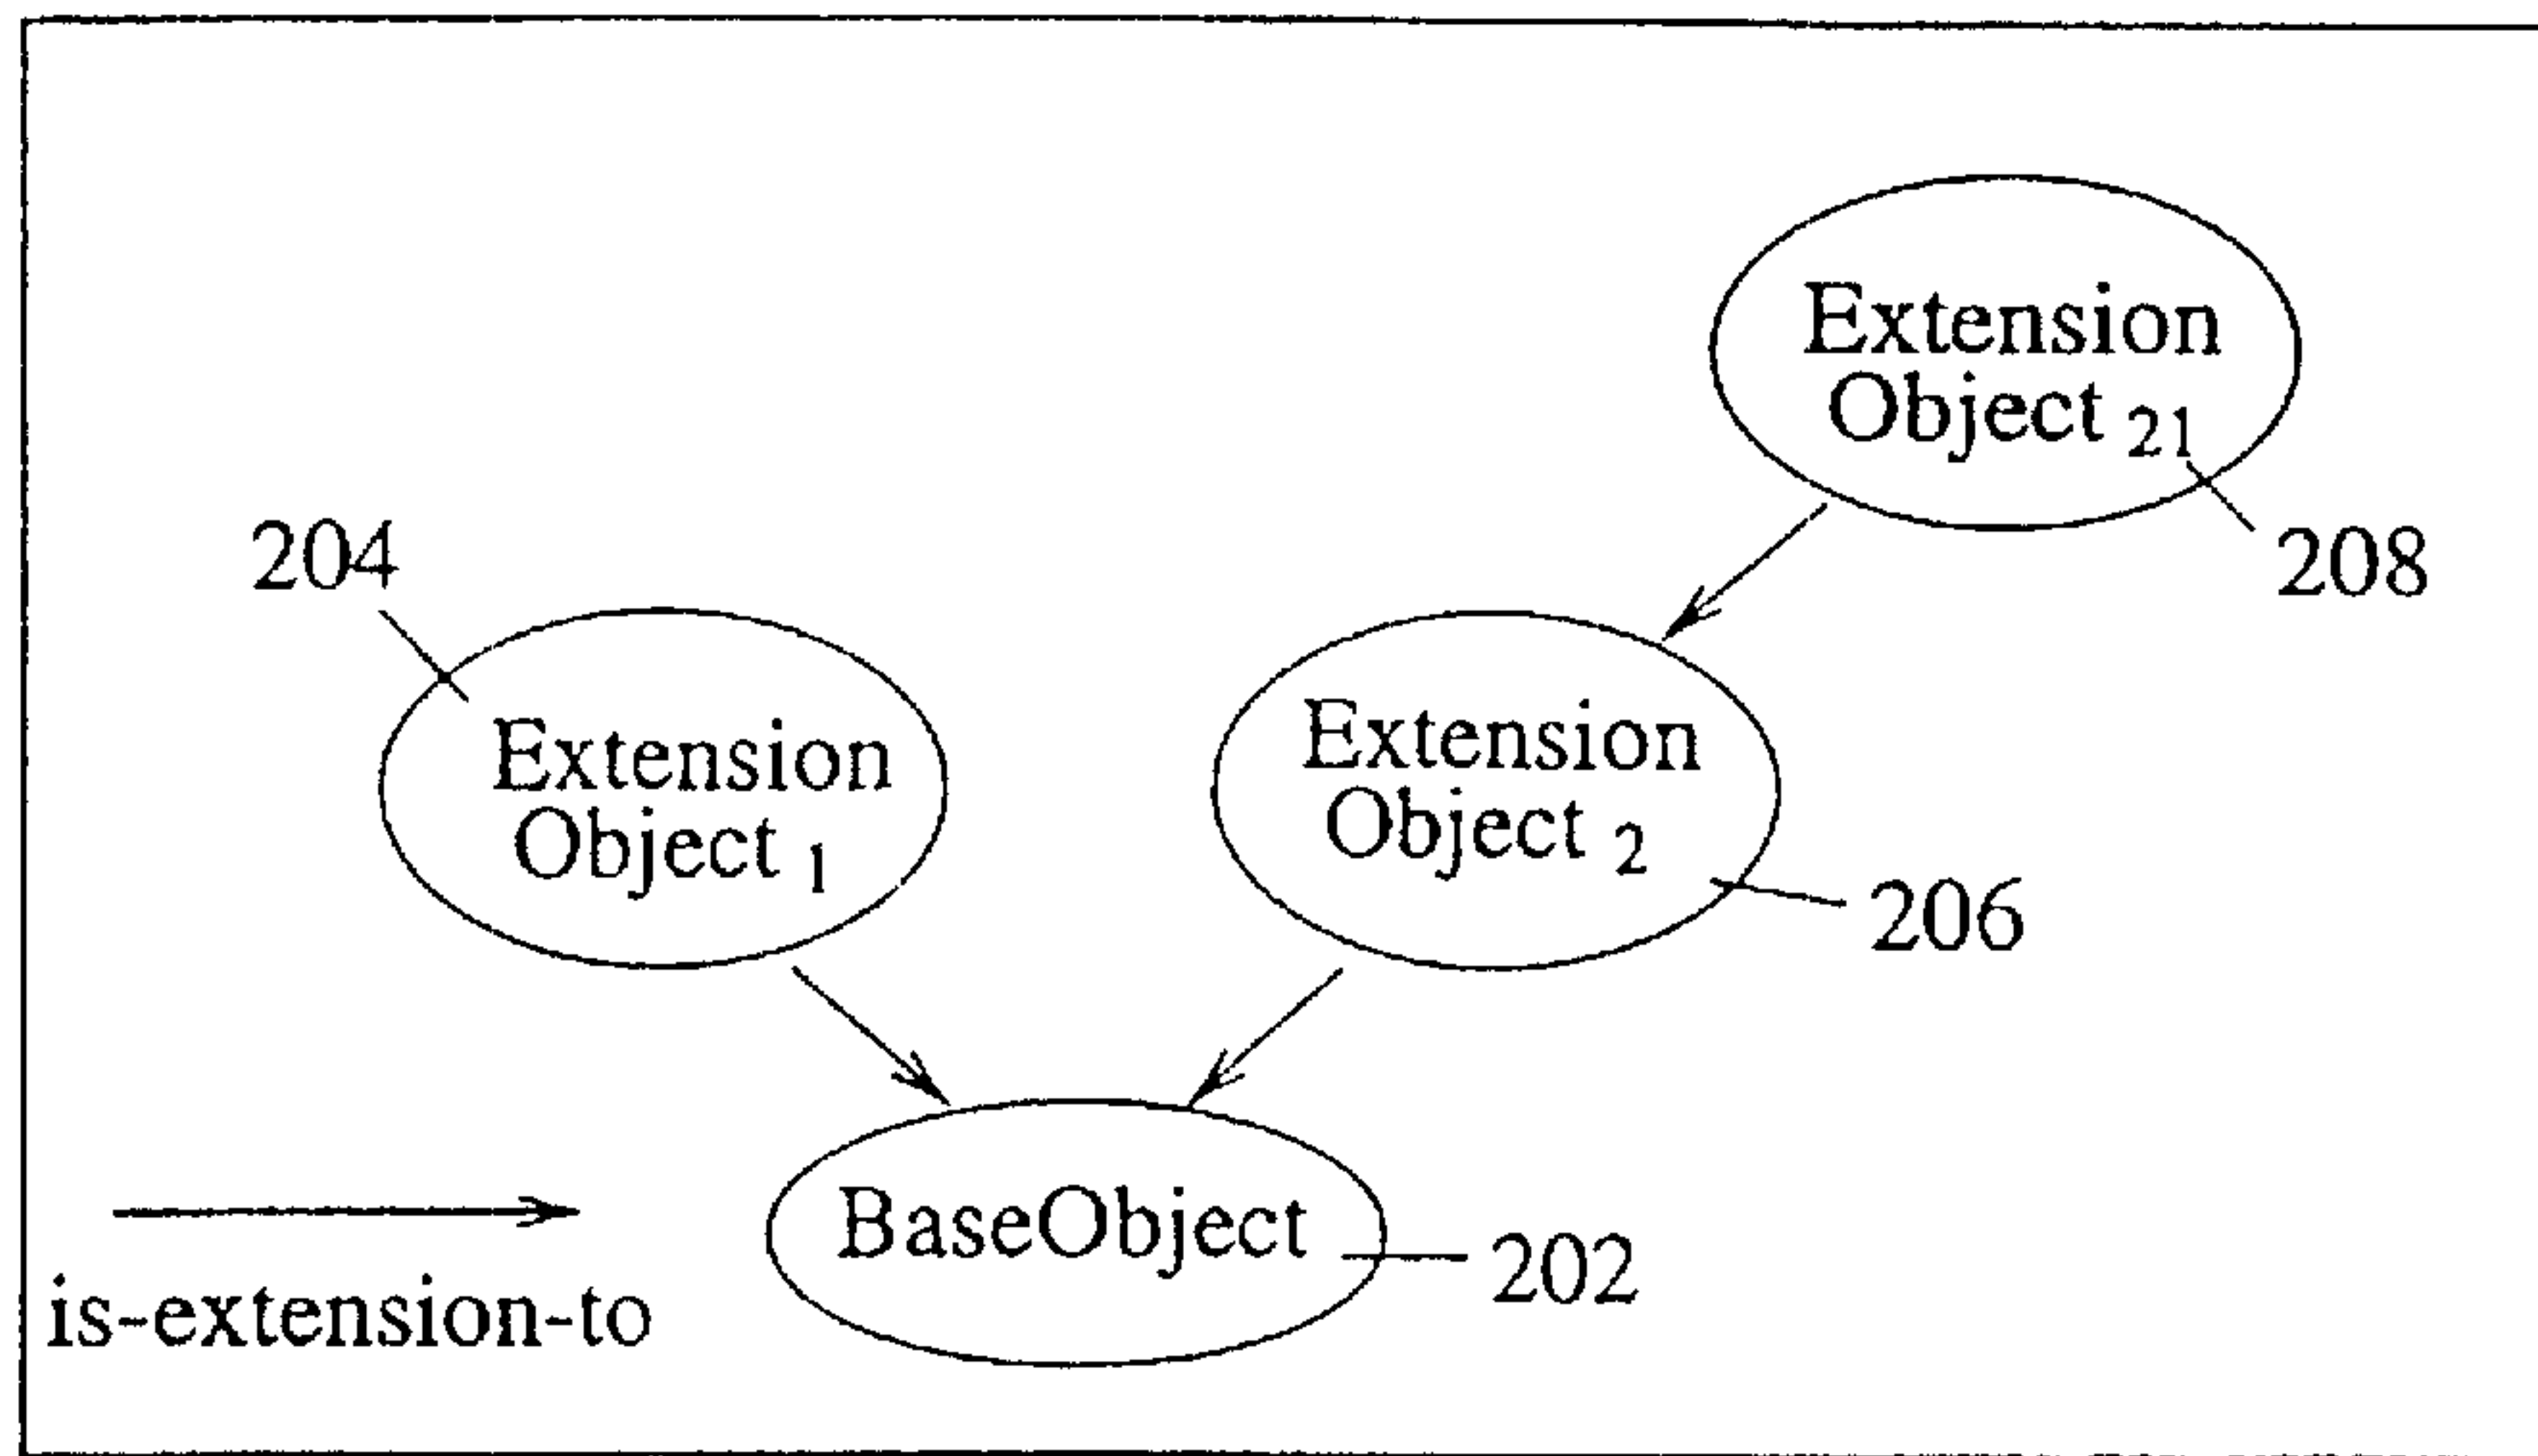 Extension
Object 21
208
204
Extension
Object 1
Extension
Object 2
206
BaseObject
202
is-extension-to